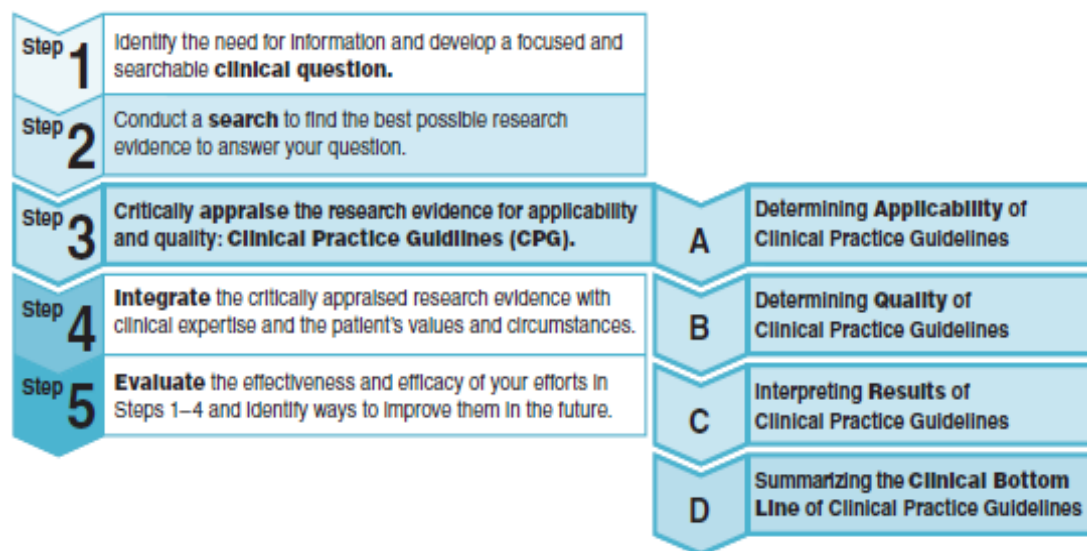 Step 1
Identify the need for information and develop a focused and
searchable clinical question.
Step 2
Conduct a search to find the best possible research
evidence to answer your question.
Step 3
Critically appraise the research evidence for applicability
and quality: Clinical Practice Guidlines (CPG).
Step 4
Integrate the critically appraised research evidence with
clinical expertise and the patient's values and circumstances.
Step 5
Evaluate the effectiveness and efficacy of your efforts in
Steps 1–4 and identify ways to improve them in the future.
A
Determining Applicability of
Clinical Practice Guidelines
B
Determining Quality of
Clinical Practice Guidelines
C
Interpreting Results of
Clinical Practice Guidelines
D
Summarizing the Clinical Bottom
Line of Clinical Practice Guidelines